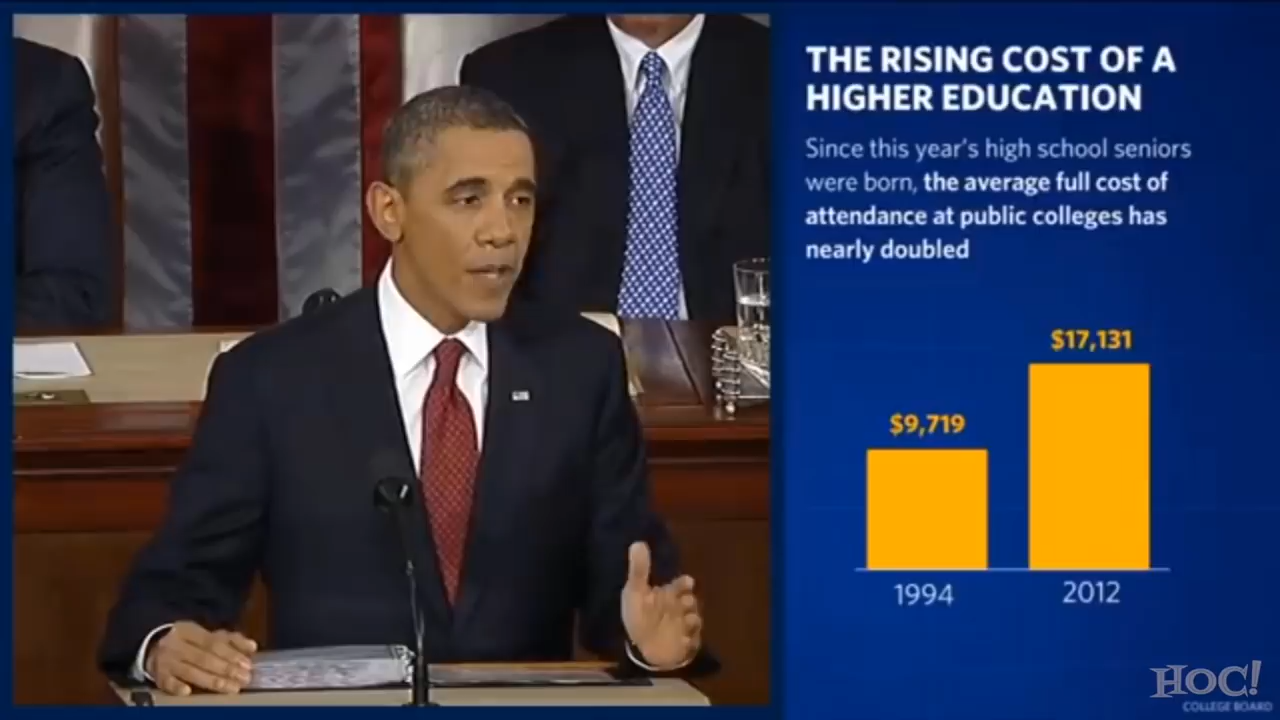 THE RISING COST OF A
HIGHER EDUCATION
Since this year's high school seniors
were born, the average full cost of
attendance at public colleges has
nearly doubled
$17,131
$9,719
1994
2012
HOC!
COLLEGE BOARD